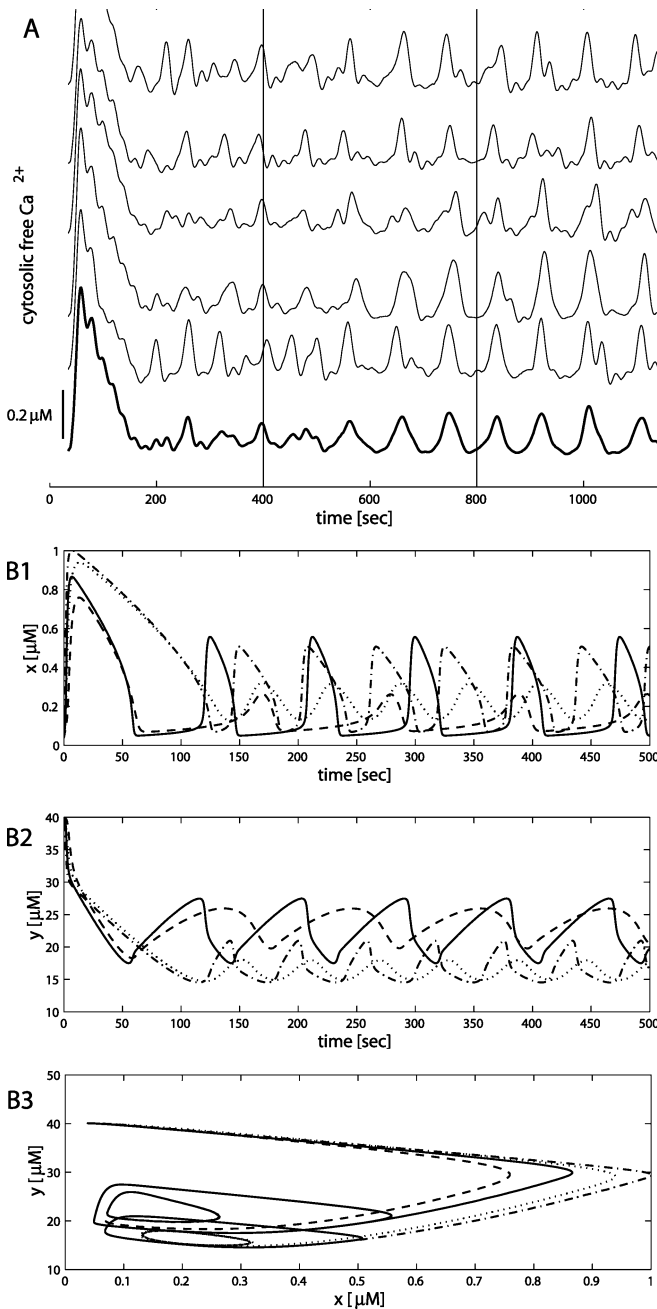 A
cytosolic free Ca 2+
0.2 µM
0 200 400 600 800 1000
time [sec]
B1
x [µM]
1
0.8
0.6
0.4
0.2
0
0 50 100 150 200 250 300 350 400 450 500
time [sec]
B2
y [µM]
40
35
30
25
20
15
10
0 50 100 150 200 250 300 350 400 450 500
time [sec]
B3
y [µM]
50
40
30
20
10
0 0.1 0.2 0.3 0.4 0.5 0.6 0.7 0.8 0.9 1
x [µM]